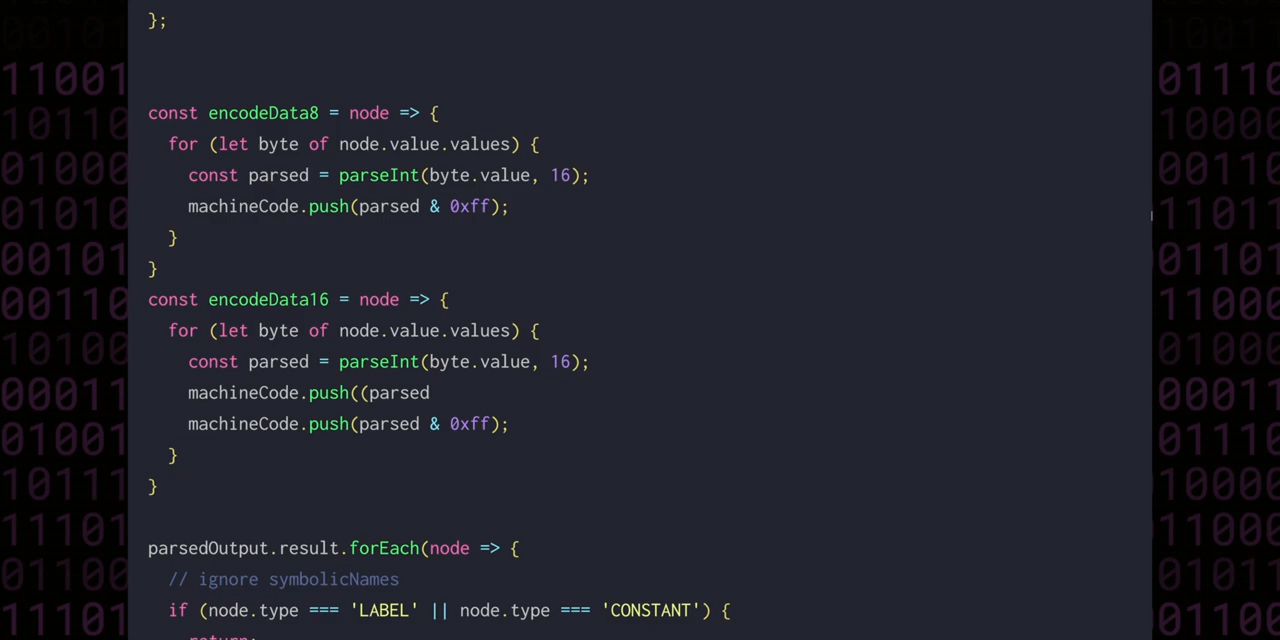 };
const encodeData8 = node => {
for (let byte of node.value.values) {
const parsed = parseInt(byte.value, 16);
machineCode.push(parsed & 0xff);
}
}
const encodeData16 = node => {
for (let byte of node.value.values) {
const parsed = parseInt(byte.value, 16);
machineCode.push((parsed
machineCode.push(parsed & 0xff);
}
}
parsedOutput.result.forEach(node => {
// ignore symbolicNames
if (node.type === 'LABEL' || node.type === 'CONSTANT') {
return;